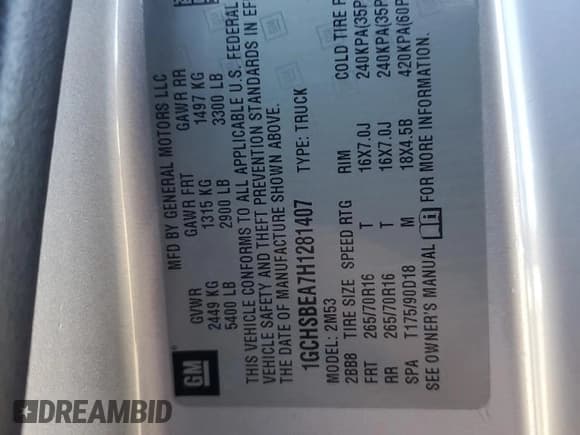 GM
MFD BY GENERAL MOTORS LLC
GVWR GAWR FRT GAWR RR
2449 KG 1315 KG 1497 KG
5400 LB 2900 LB 3300 LB
THIS VEHICLE CONFORMS TO ALL APPLICABLE U.S. FEDERAL
VEHICLE SAFETY AND THEFT PREVENTION STANDARDS IN EF
THE DATE OF MANUFACTURE SHOWN ABOVE.
1GCHSBEA7H1281407 TYPE: TRUCK
MODEL: 2M53
2BB8 TIRE SIZE SPEED RTG RIM COLD TIRE P
FRT 265/70R16 T 16X7.0J 240KPA(35P
RR 265/70R16 T 16X7.0J 240KPA(35P
SPA T175/90D18 M 18X4.5B 420KPA(60P
SEE OWNER'S MANUAL FOR MORE INFORMATION.
DREAMBID